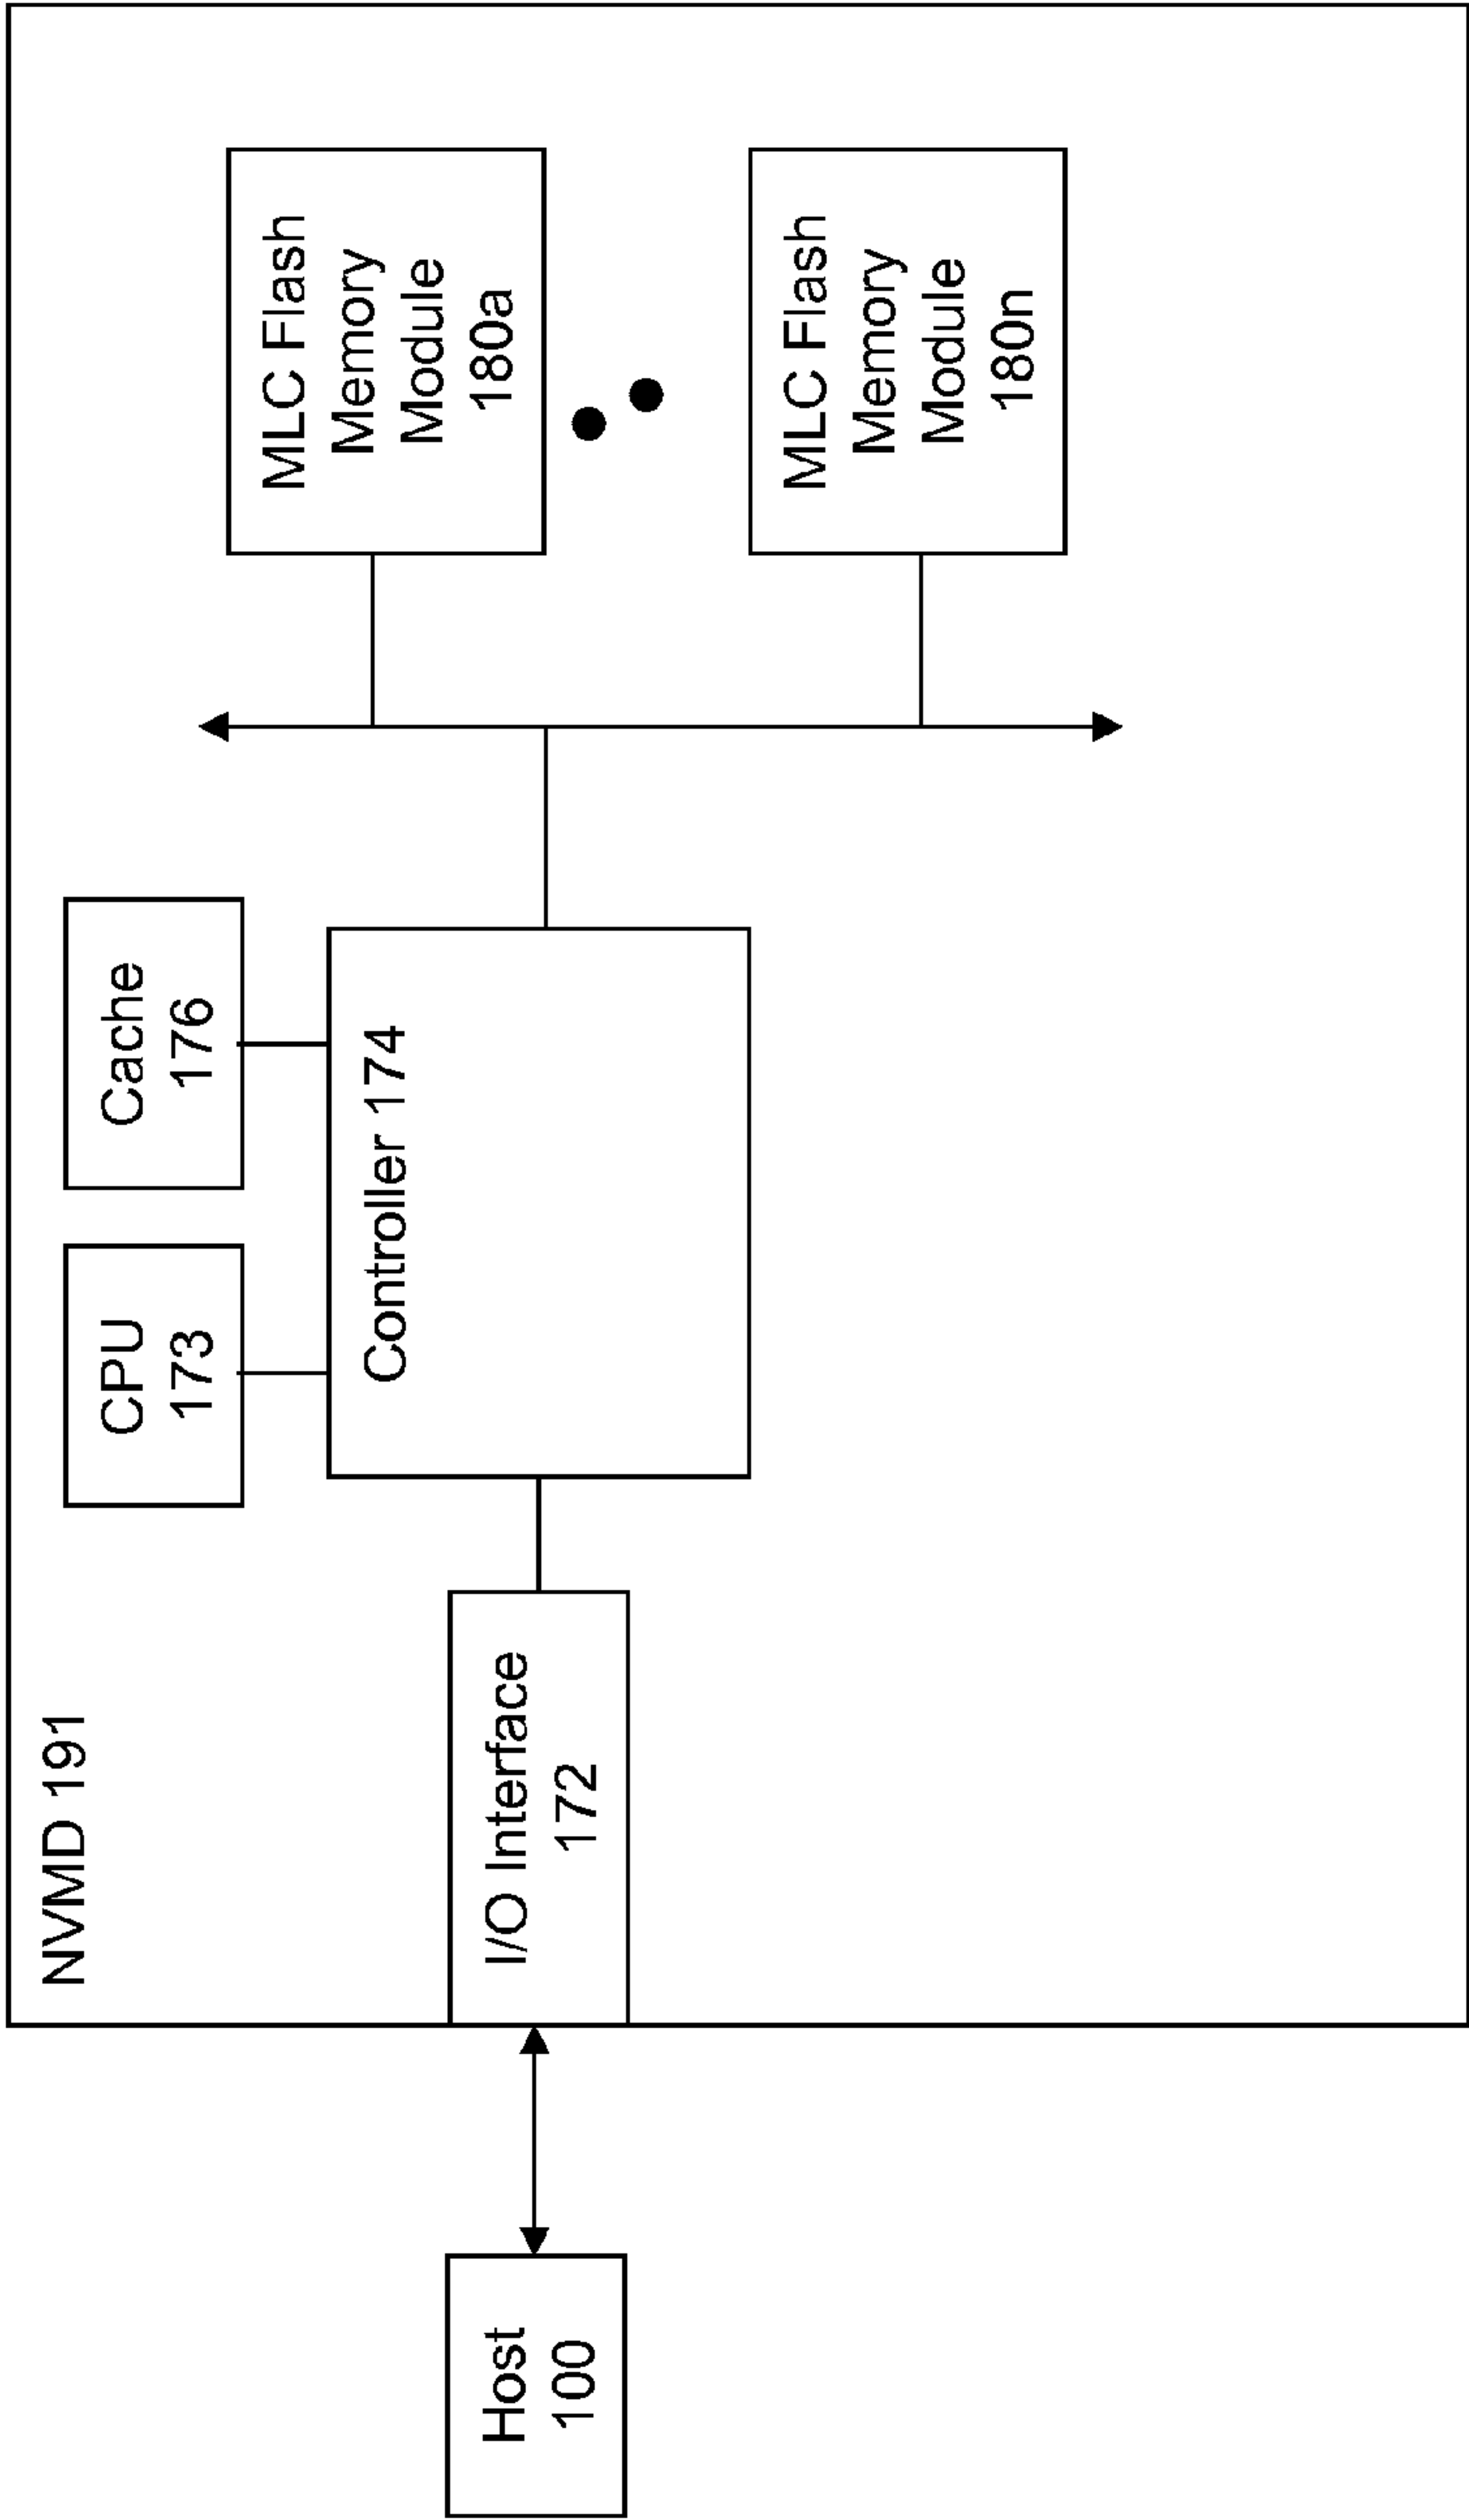 NVMD 191
CPU
173
Cache
176
Host
100
I/O Interface
172
Controller 174
MLC Flash
Memory
Module
180a
MLC Flash
Memory
Module
180n